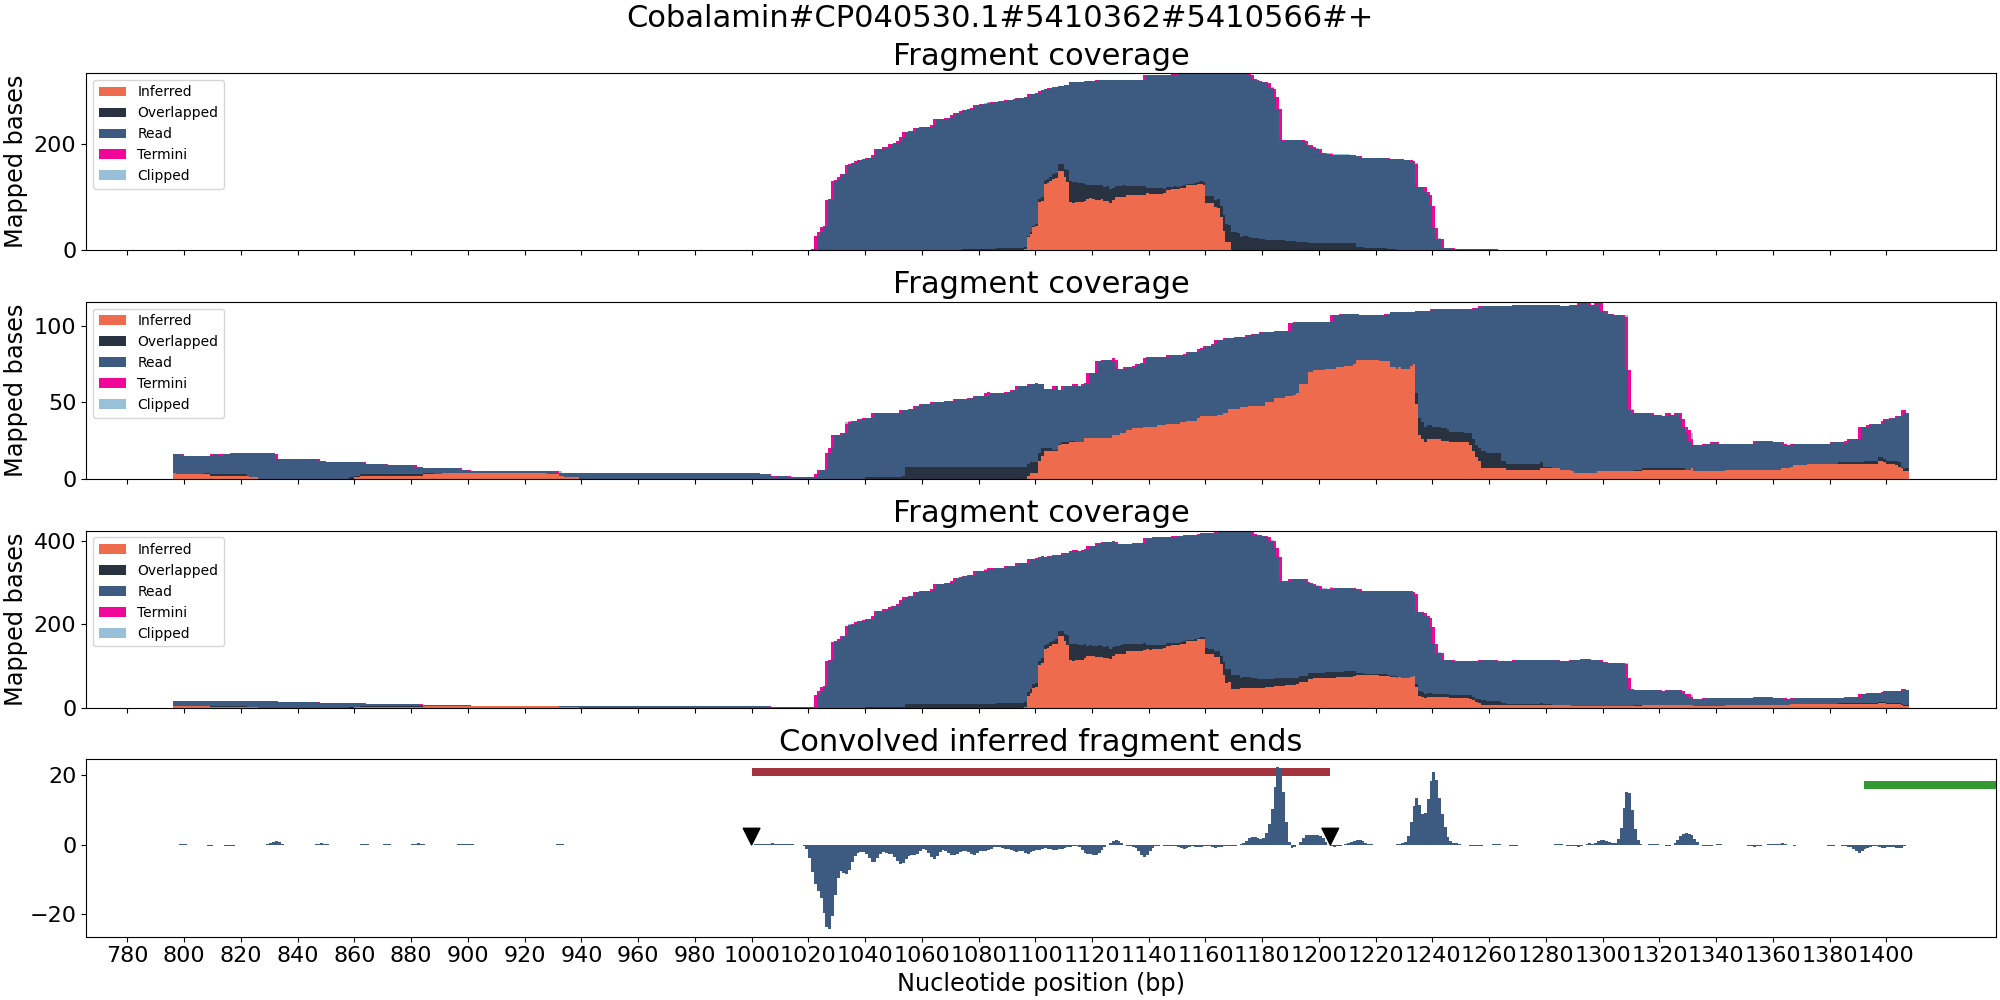 Cobalamin#CP040530.1#5410362#5410566#+
Fragment coverage
Mapped bases
200
0
Inferred
Overlapped
Read
Termini
Clipped
Fragment coverage
Mapped bases
100
50
0
Inferred
Overlapped
Read
Termini
Clipped
Fragment coverage
Mapped bases
400
200
0
Inferred
Overlapped
Read
Termini
Clipped
Convolved inferred fragment ends
20
0
−20
780 800 820 840 860 880 900 920 940 960 980 1000 1020 1040 1060 1080 1100 1120 1140 1160 1180 1200 1220 1240 1260 1280 1300 1320 1340 1360 1380 1400
Nucleotide position (bp)